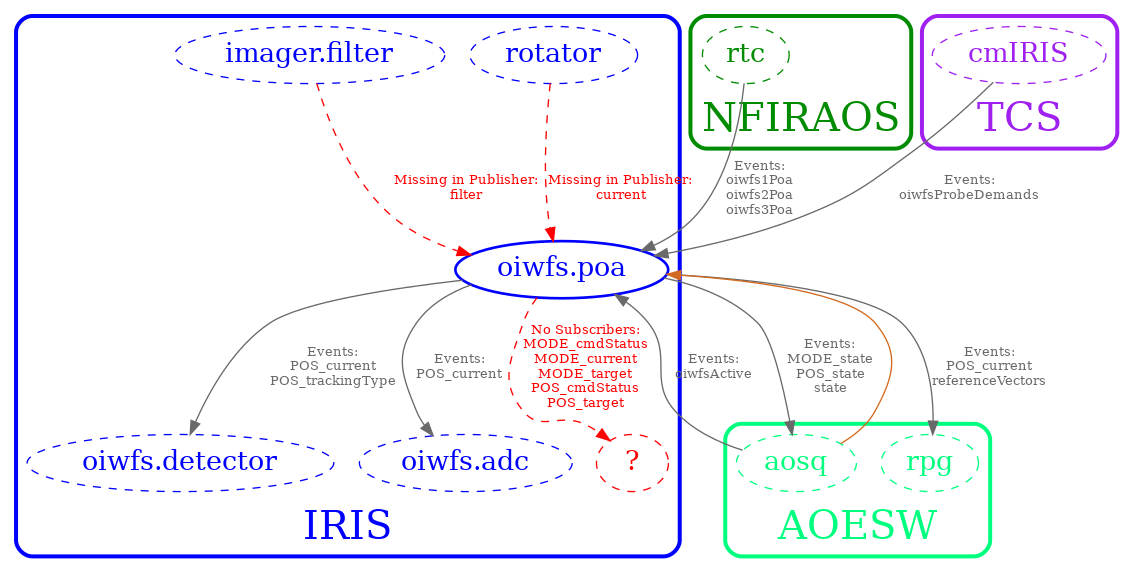 imager.filter
rotator
rtc
cmIRIS
NFIRAOS
TCS
Missing in Publisher:
filter
Missing in Publisher:
current
Events:
oiwfs1Poa
oiwfs2Poa
oiwfs3Poa
Events:
oiwfsProbeDemands
oiwfs.poa
Events:
POS_current
POS_trackingType
Events:
POS_current
No Subscribers:
MODE_cmdStatus
MODE_current
MODE_target
POS_cmdStatus
POS_target
Events:
oiwfsActive
Events:
MODE_state
POS_state
state
Events:
POS_current
referenceVectors
oiwfs.detector
oiwfs.adc
?
aosq
rpg
IRIS
AOESW